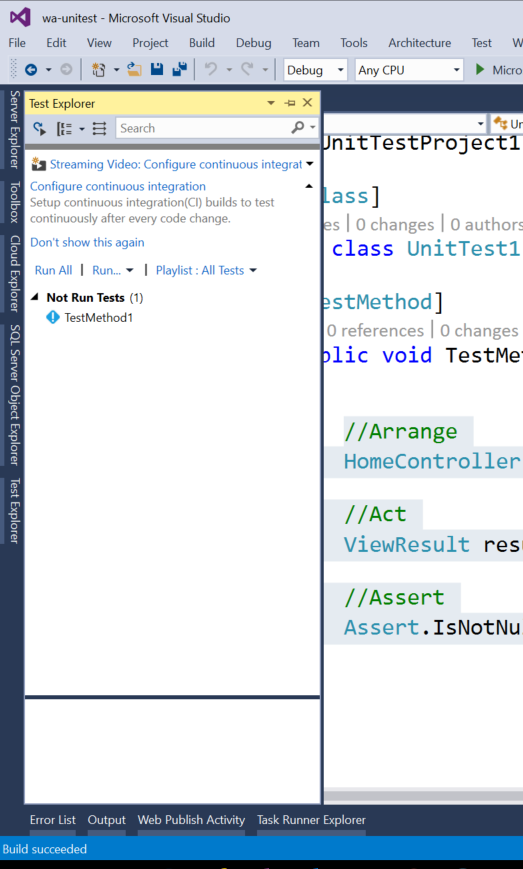 wa-unitest - Microsoft Visual Studio
File Edit View Project Build Debug Team Tools Architecture Test
Debug Any CPU
Server Explorer
Toolbox
Cloud Explorer
SQL Server Object Explorer
Test Explorer
Test Explorer
Search
Streaming Video: Configure continuous integrat
Configure continuous integration
Setup continuous integration(CI) builds to test
continuously after every code change.
Don't show this again
Run All | Run... | Playlist : All Tests
Not Run Tests (1)
TestMethod1
UnitTestProject1
lass]
es | 0 changes | 0 authors
class UnitTest1
estMethod]
0 references | 0 changes
blic void TestMe
//Arrange
HomeController
//Act
ViewResult res
//Assert
Assert.IsNotNu
Error List Output Web Publish Activity Task Runner Explorer
Build succeeded